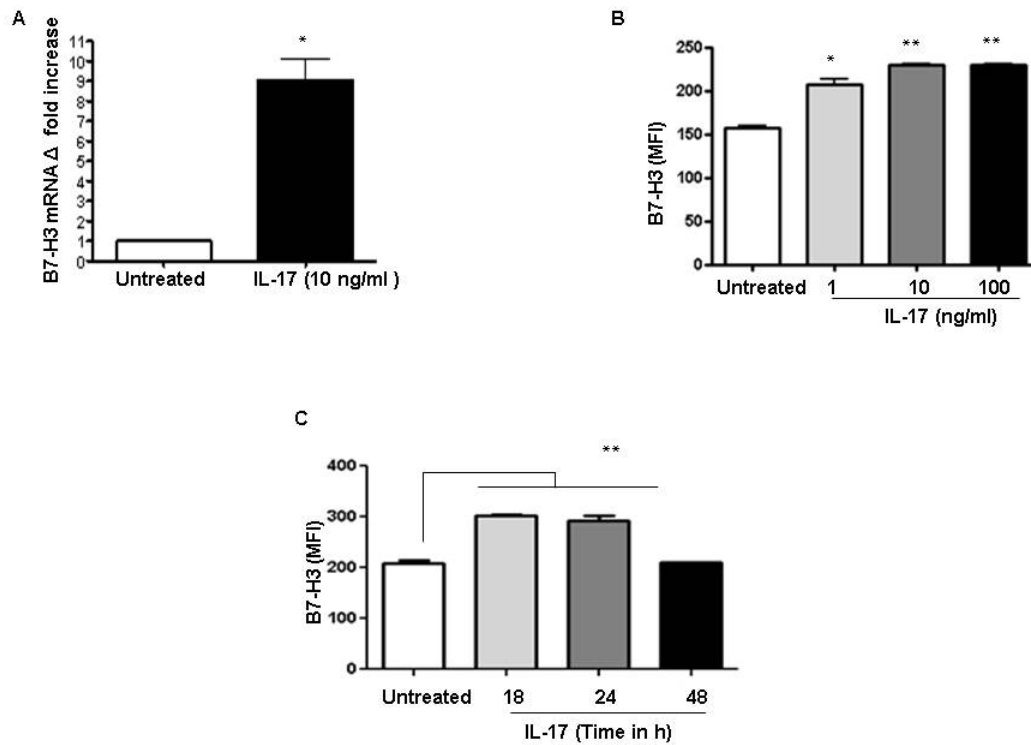 A
B7-H3 mRNA Δ fold increase
11
10
9
8
7
6
5
4
3
2
1
0
*
Untreated
IL-17 (10 ng/ml )
B
B7-H3 (MFI)
250
200
150
100
50
0
*
**
**
Untreated
1
10
100
IL-17 (ng/ml)
C
B7-H3 (MFI)
400
300
200
100
0
**
Untreated
18
24
48
IL-17 (Time in h)